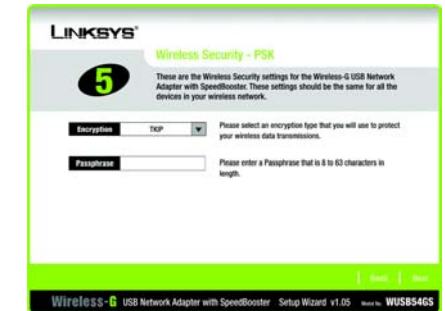 LINKSYS®
Wireless Security - PSK
5
These are the Wireless Security settings for the Wireless-G USB Network
Adapter with SpeedBooster. These settings should be the same for all the
devices in your wireless network.
Encryption
TKIP
Please select an encryption type that you will use to protect
your wireless data transmissions.
Passphrase
Please enter a Passphrase that is 8 to 63 characters in
length.
Back
Next
Wireless-G USB Network Adapter with SpeedBooster Setup Wizard v1.05 Model No. WUSB54GS